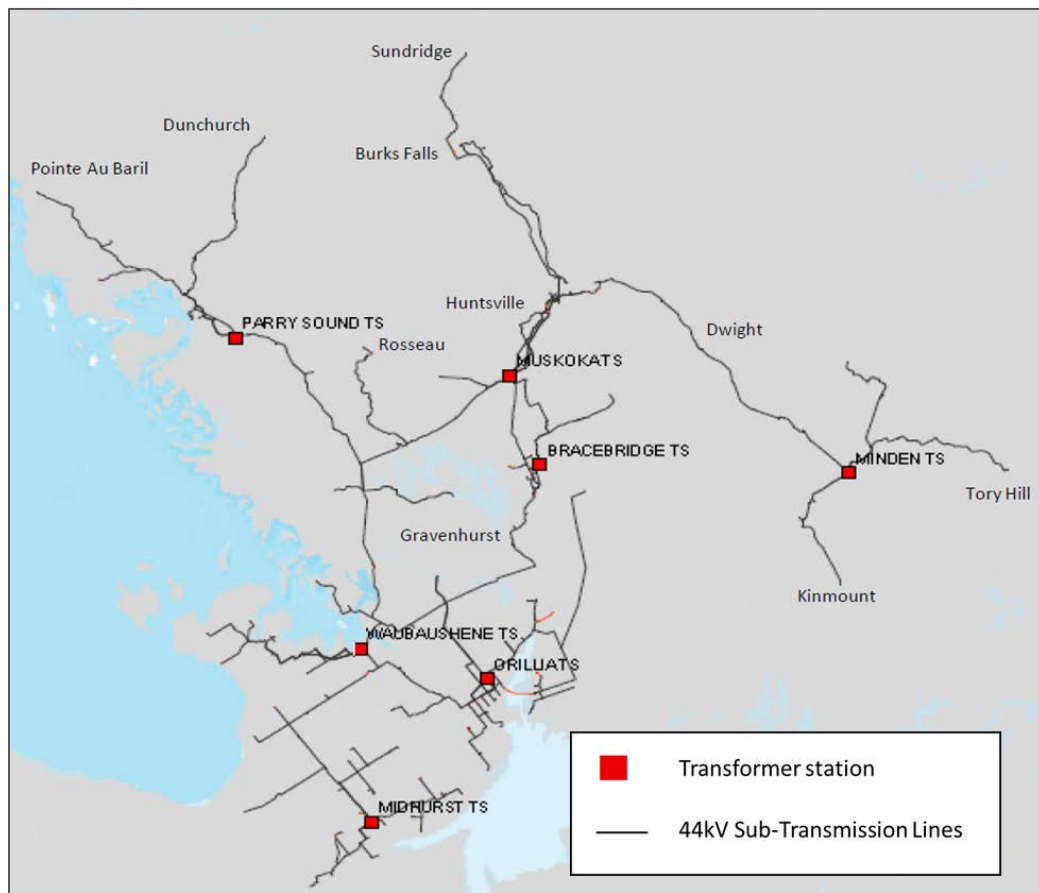 Sundridge
Dunchurch
Burks Falls
Pointe Au Baril
Huntsville
PARRY SOUND TS
Dwight
Rosseau
MUSKOKA TS
BRACEBRIDGE TS
MINDEN TS
Tory Hill
Gravenhurst
Kinmount
WAUBAUSHENE TS
ORILLIA TS
Transformer station
MIDHURST TS
44kV Sub-Transmission Lines